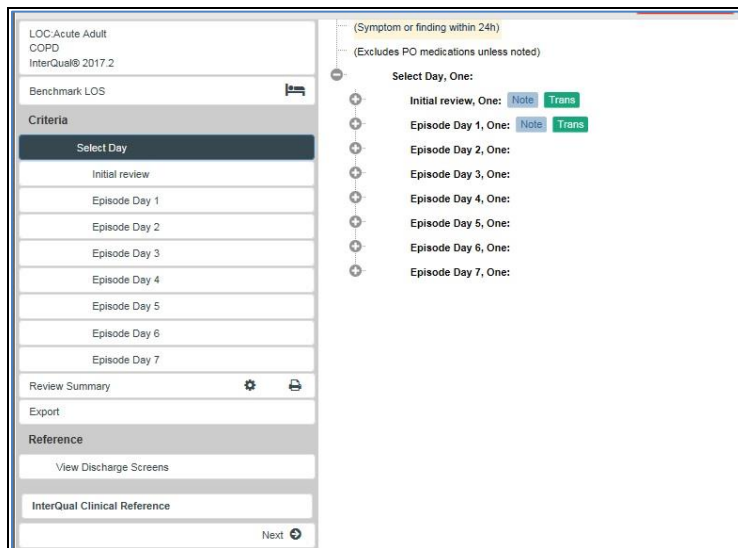 LOC:Acute Adult
COPD
InterQual® 2017.2
Benchmark LOS
Criteria
Select Day
Initial review
Episode Day 1
Episode Day 2
Episode Day 3
Episode Day 4
Episode Day 5
Episode Day 6
Episode Day 7
Review Summary
Export
Reference
View Discharge Screens
InterQual Clinical Reference
Next
(Symptom or finding within 24h)
(Excludes PO medications unless noted)
Select Day, One:
Initial review, One: Note Trans
Episode Day 1, One: Note Trans
Episode Day 2, One:
Episode Day 3, One:
Episode Day 4, One:
Episode Day 5, One:
Episode Day 6, One:
Episode Day 7, One: